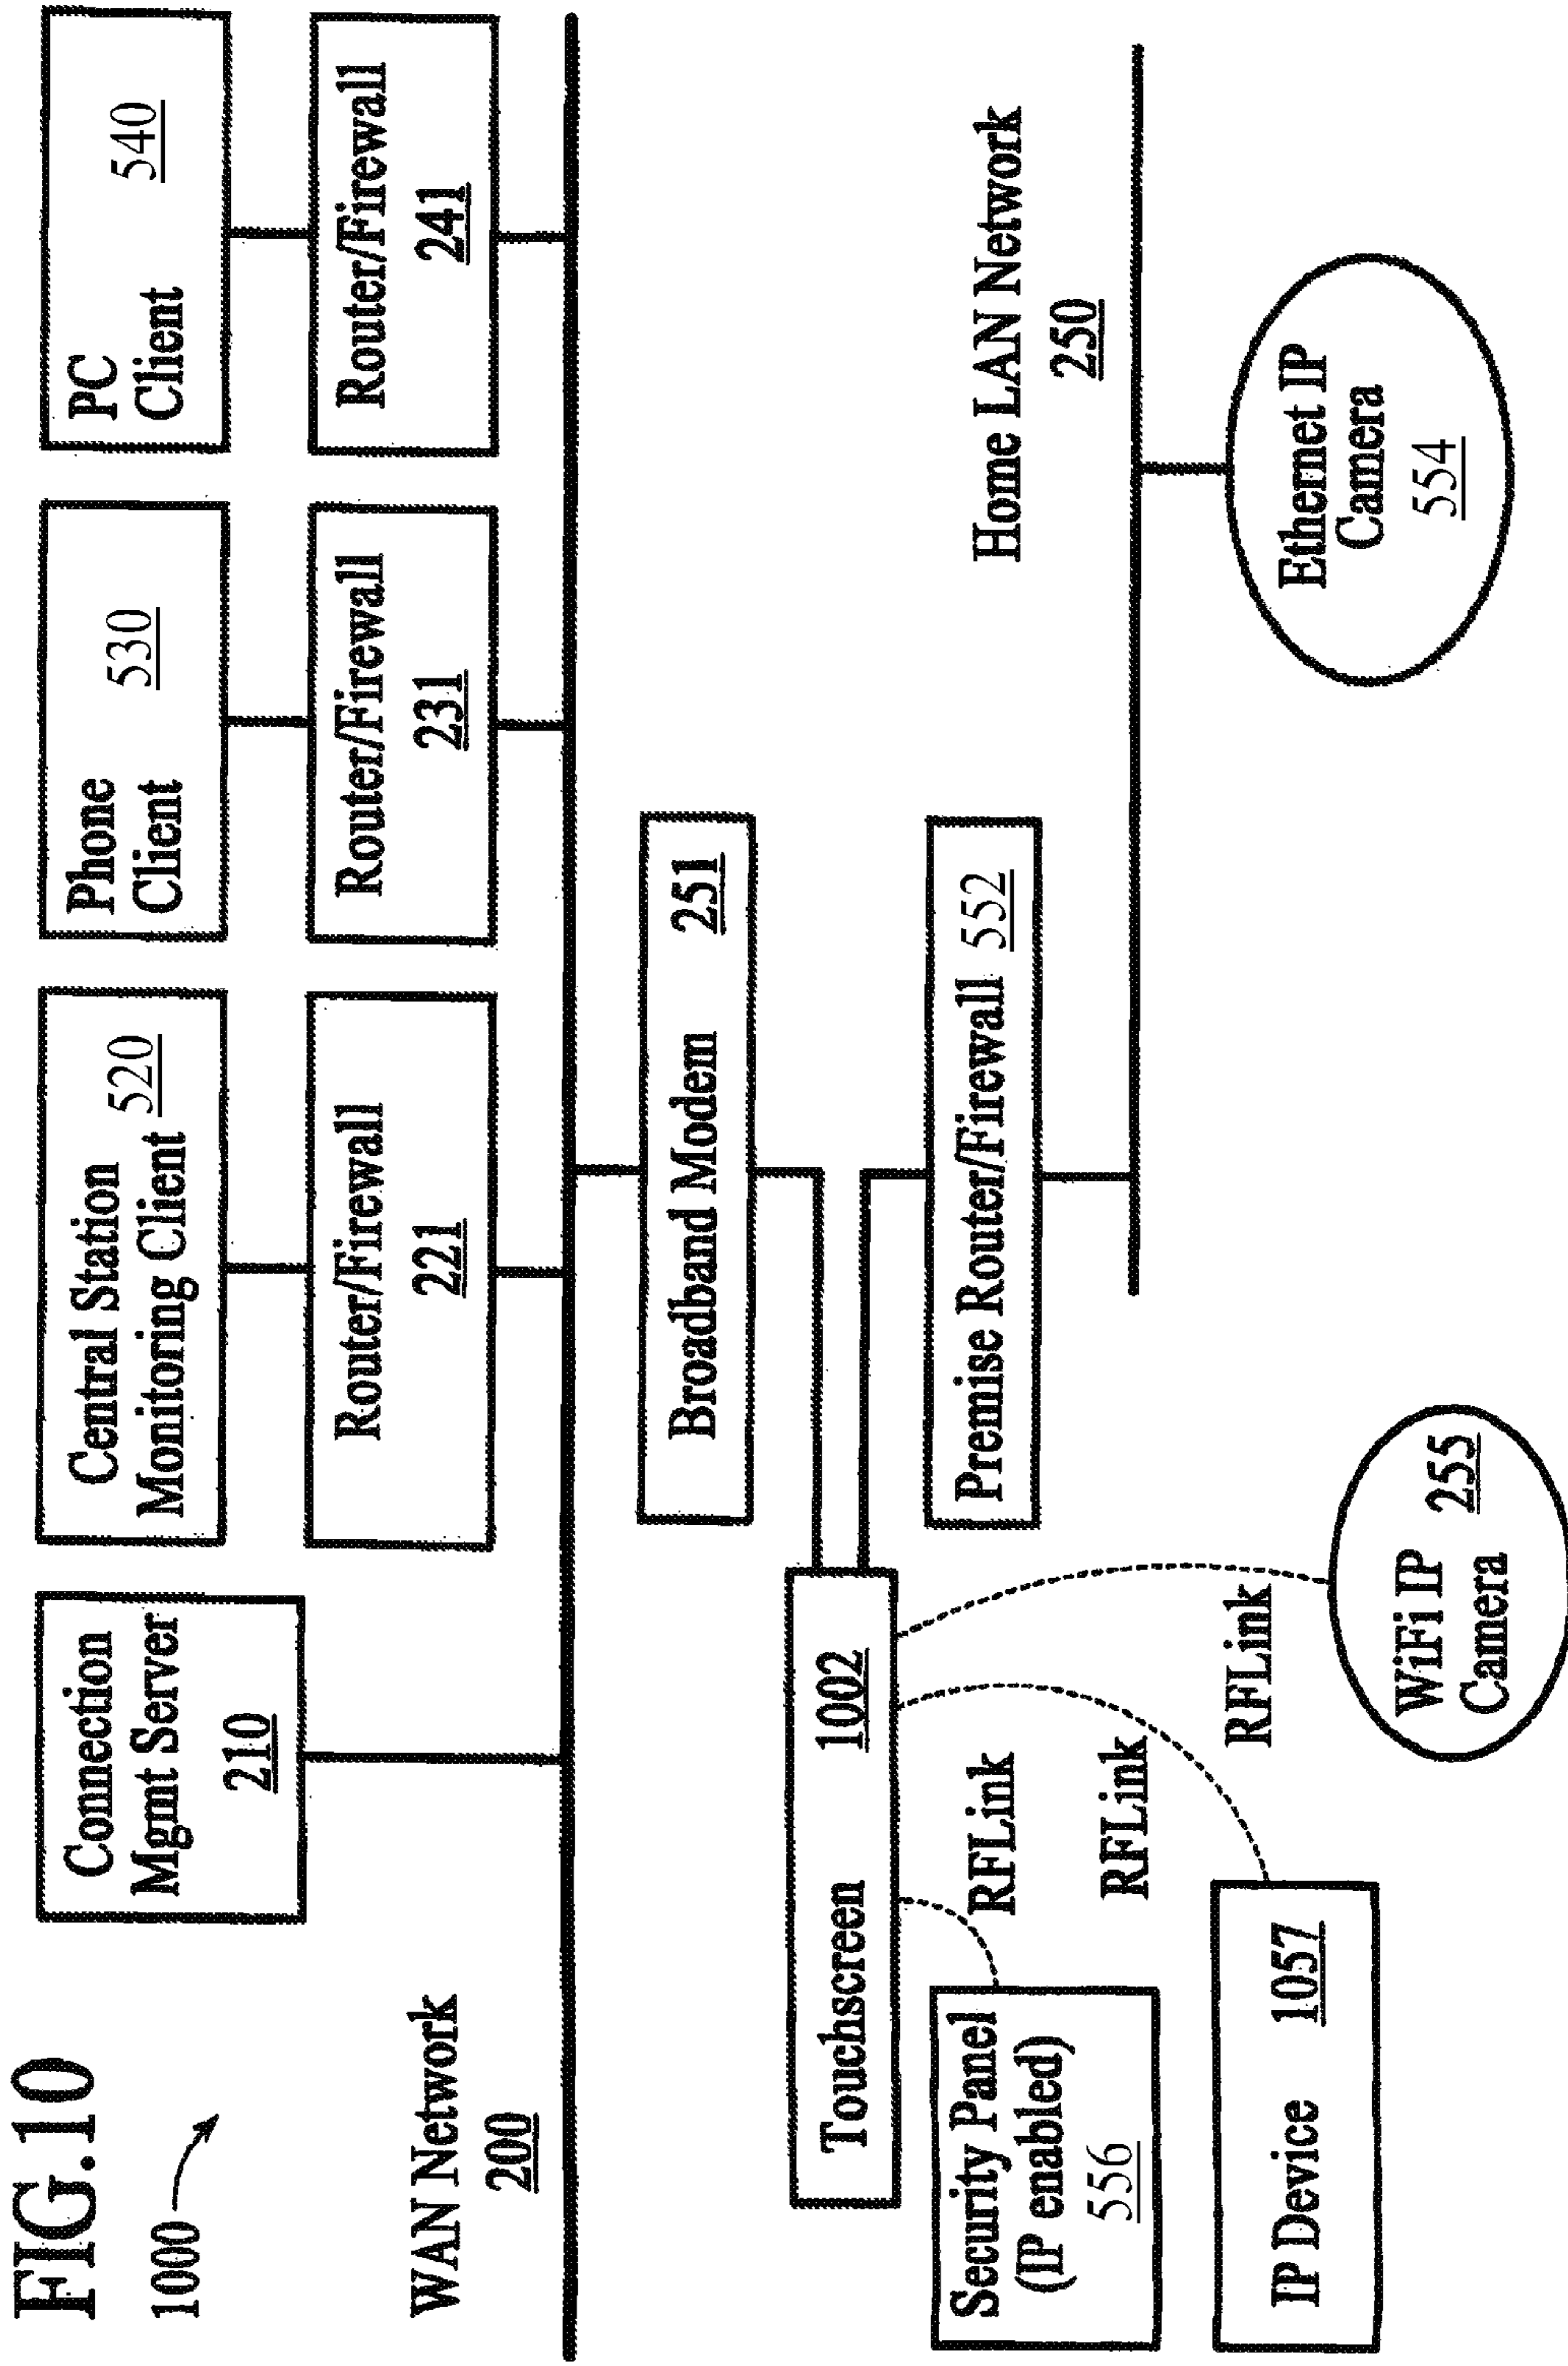 FIG.10
1000
Connection
Mgmt Server
210
Central Station
Monitoring Client 520
Phone
Client 530
PC
Client 540
Router/Firewall
221
Router/Firewall
231
Router/Firewall
241
WAN Network
200
Broadband Modem 251
Touchscreen 1002
Premise Router/Firewall 552
Home LAN Network
250
Security Panel
(IP enabled)
556
RFLink
RFLink
RFLink
IP Device 1057
WiFi IP
Camera 255
Ethernet IP
Camera
554